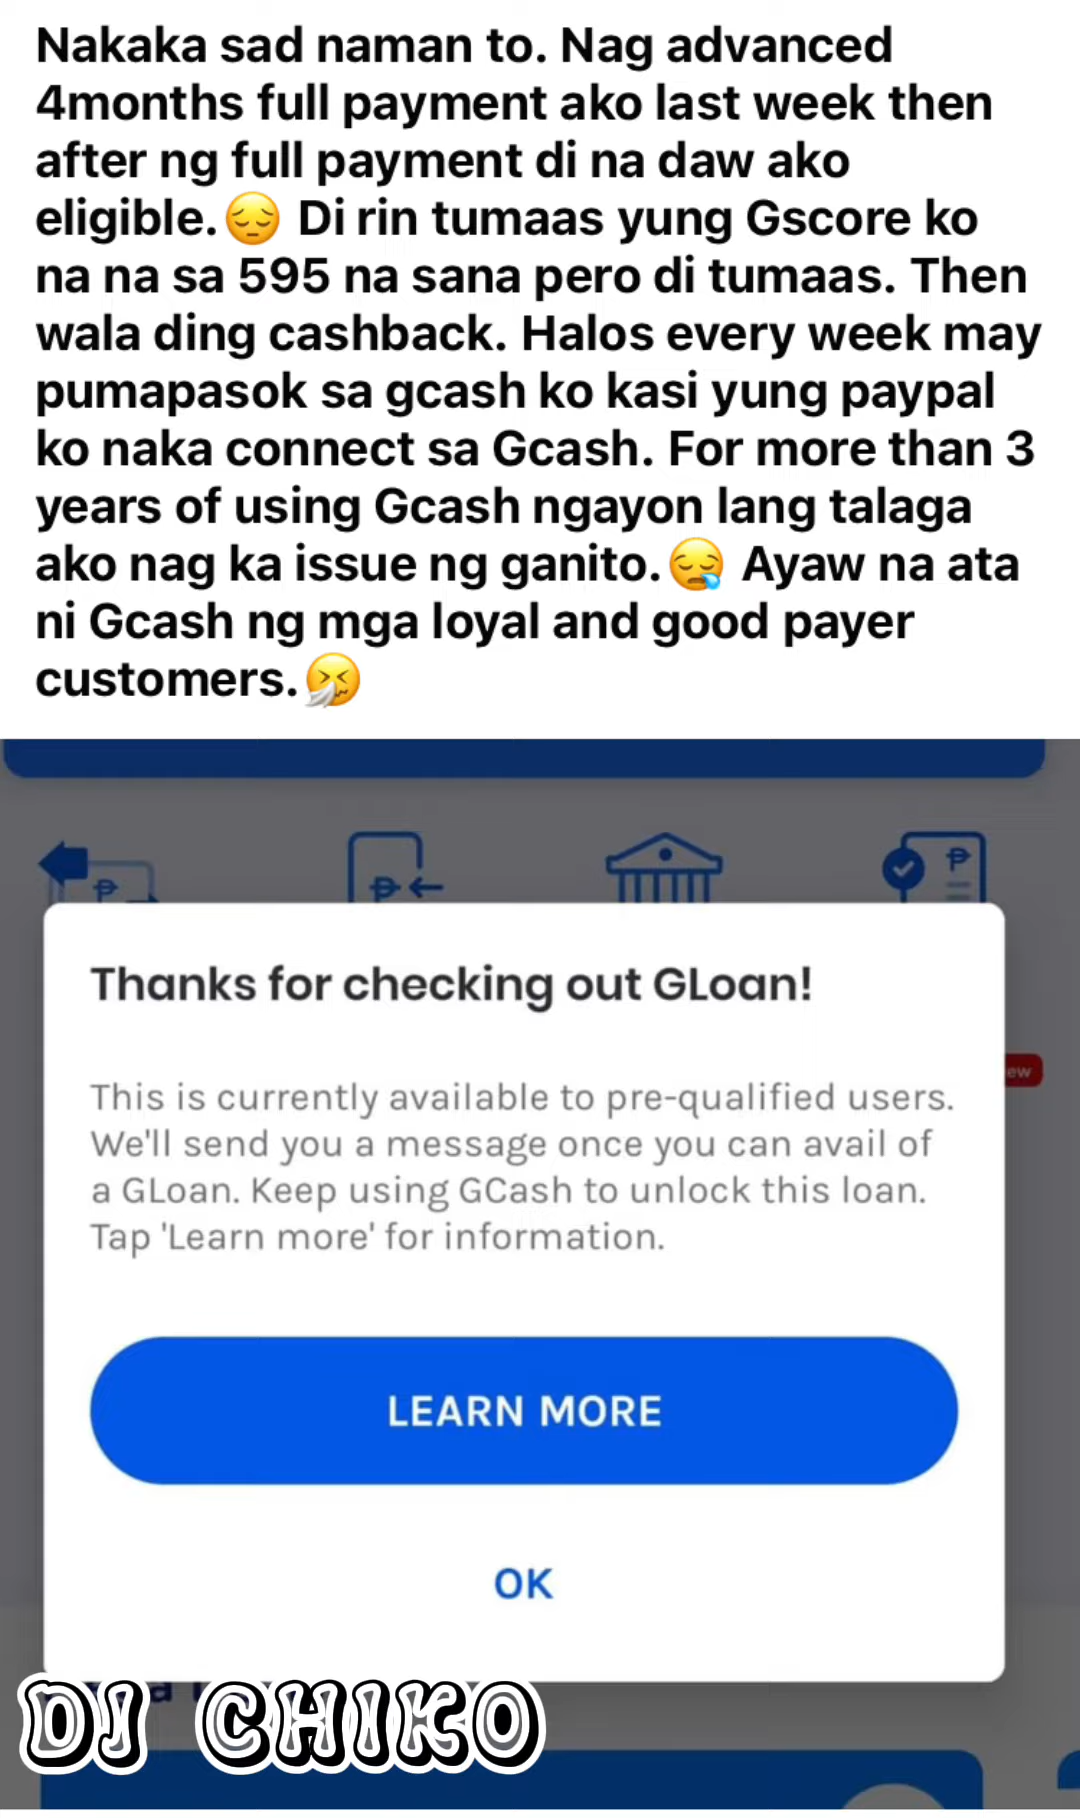 Nakaka sad naman to. Nag advanced
4months full payment ako last week then
after ng full payment di na daw ako
eligible.😔 Di rin tumaas yung Gscore ko
na na sa 595 na sana pero di tumaas. Then
wala ding cashback. Halos every week may
pumapasok sa gcash ko kasi yung paypal
ko naka connect sa Gcash. For more than 3
years of using Gcash ngayon lang talaga
ako nag ka issue ng ganito.😪 Ayaw na ata
ni Gcash ng mga loyal and good payer
customers.🤧
Thanks for checking out GLoan!
ew
This is currently available to pre-qualified users.
We'll send you a message once you can avail of
a GLoan. Keep using GCash to unlock this loan.
Tap 'Learn more' for information.
LEARN MORE
OK
DJ CHIKO